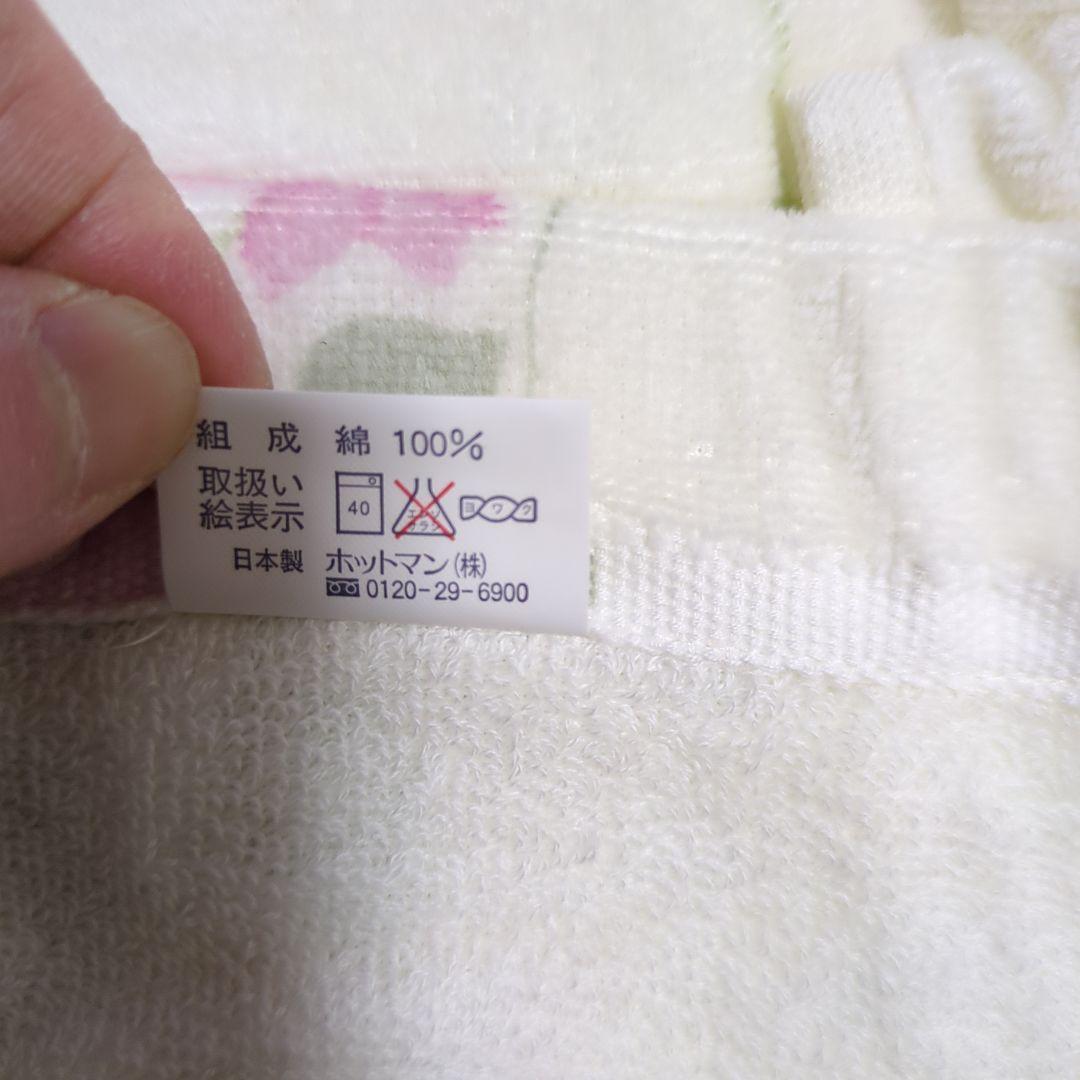 組成 綿 100%
取扱い
絵表示
40 エンソ サラシ ヨワク
日本製 ホットマン(株)
0120-29-6900